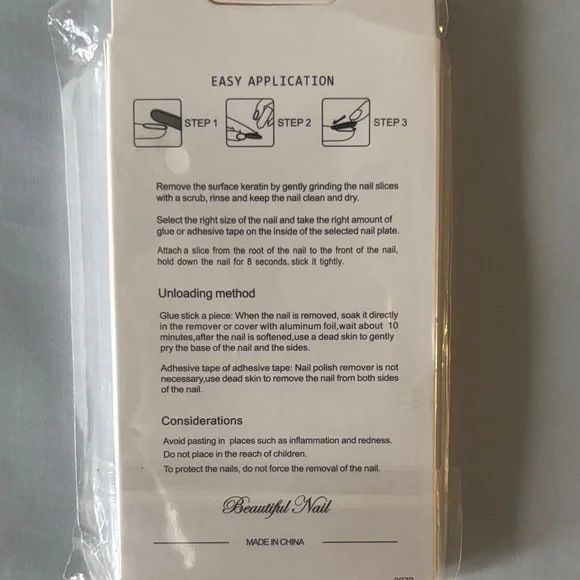 EASY APPLICATION
STEP 1 STEP 2 STEP 3
Remove the surface keratin by gently grinding the nail slices
with a scrub, rinse and keep the nail clean and dry.
Select the right size of the nail and take the right amount of
glue or adhesive tape on the inside of the selected nail plate.
Attach a slice from the root of the nail to the front of the nail,
hold down the nail for 8 seconds, stick it tightly.
Unloading method
Glue stick a piece: When the nail is removed, soak it directly
in the remover or cover with aluminum foil,wait about 10
minutes,after the nail is softened,use a dead skin to gently
pry the base of the nail and the sides.
Adhesive tape of adhesive tape: Nail polish remover is not
necessary,use dead skin to remove the nail from both sides
of the nail.
Considerations
Avoid pasting in places such as inflammation and redness.
Do not place in the reach of children.
To protect the nails, do not force the removal of the nail.
Beautiful Nail
MADE IN CHINA